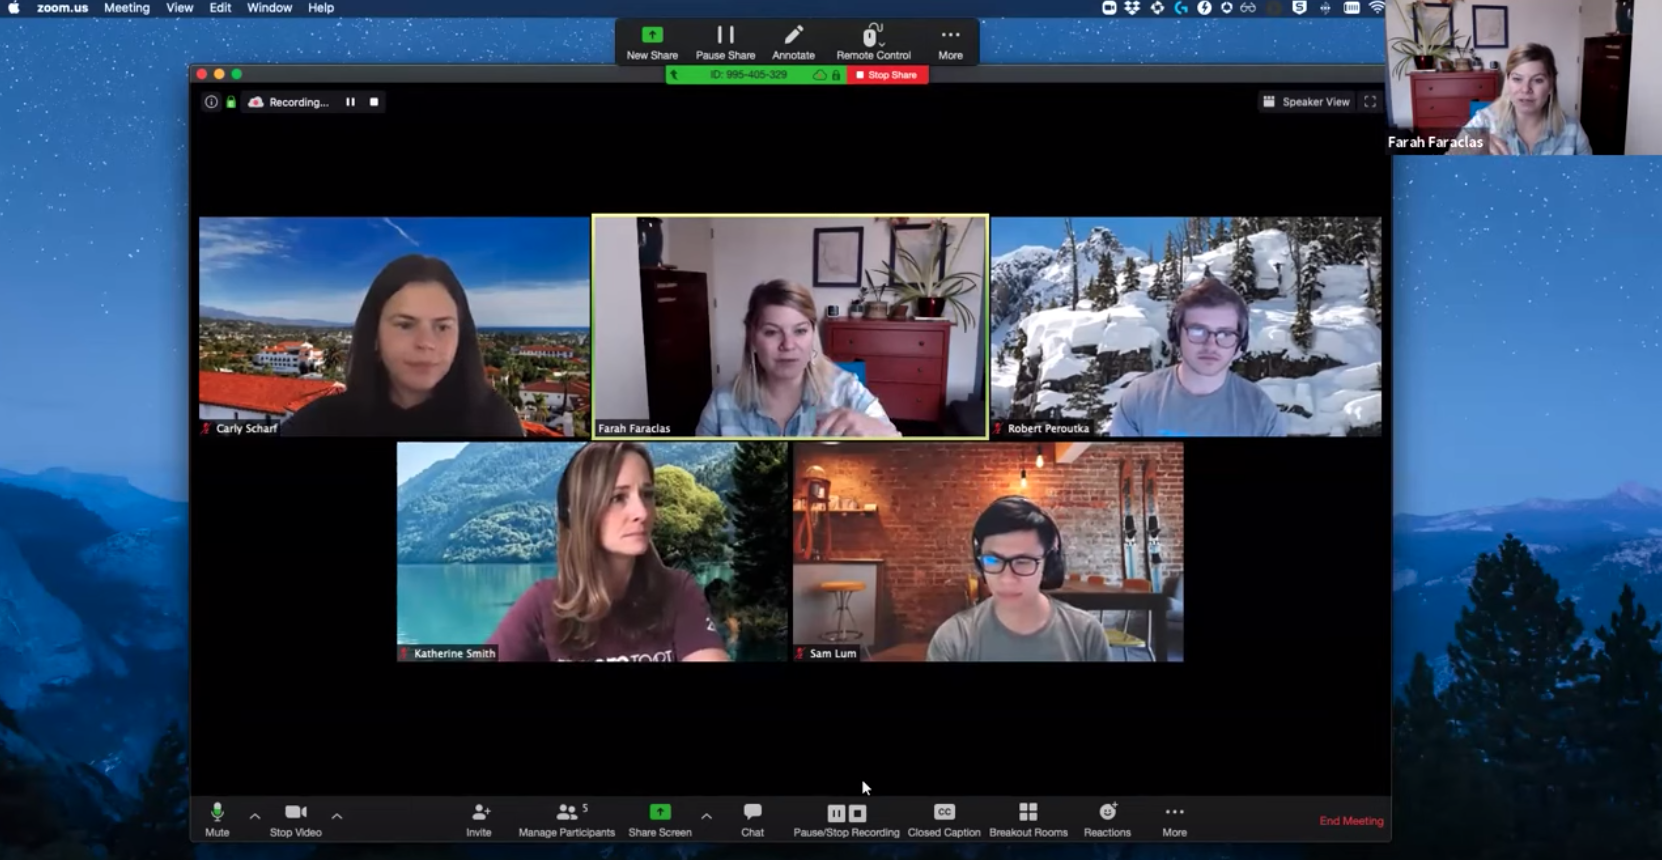 zoom.us Meeting View Edit Window Help
New Share Pause Share Annotate Remote Control More
ID: 995-405-329 Stop Share
Recording...
Speaker View
Farah Faraclas
Carly Scharf
Farah Faraclas
Robert Peroutka
Katherine Smith
Sam Lum
5
CC
Mute Stop Video Invite Manage Participants Share Screen Chat Pause/Stop Recording Closed Caption Breakout Rooms Reactions More End Meeting